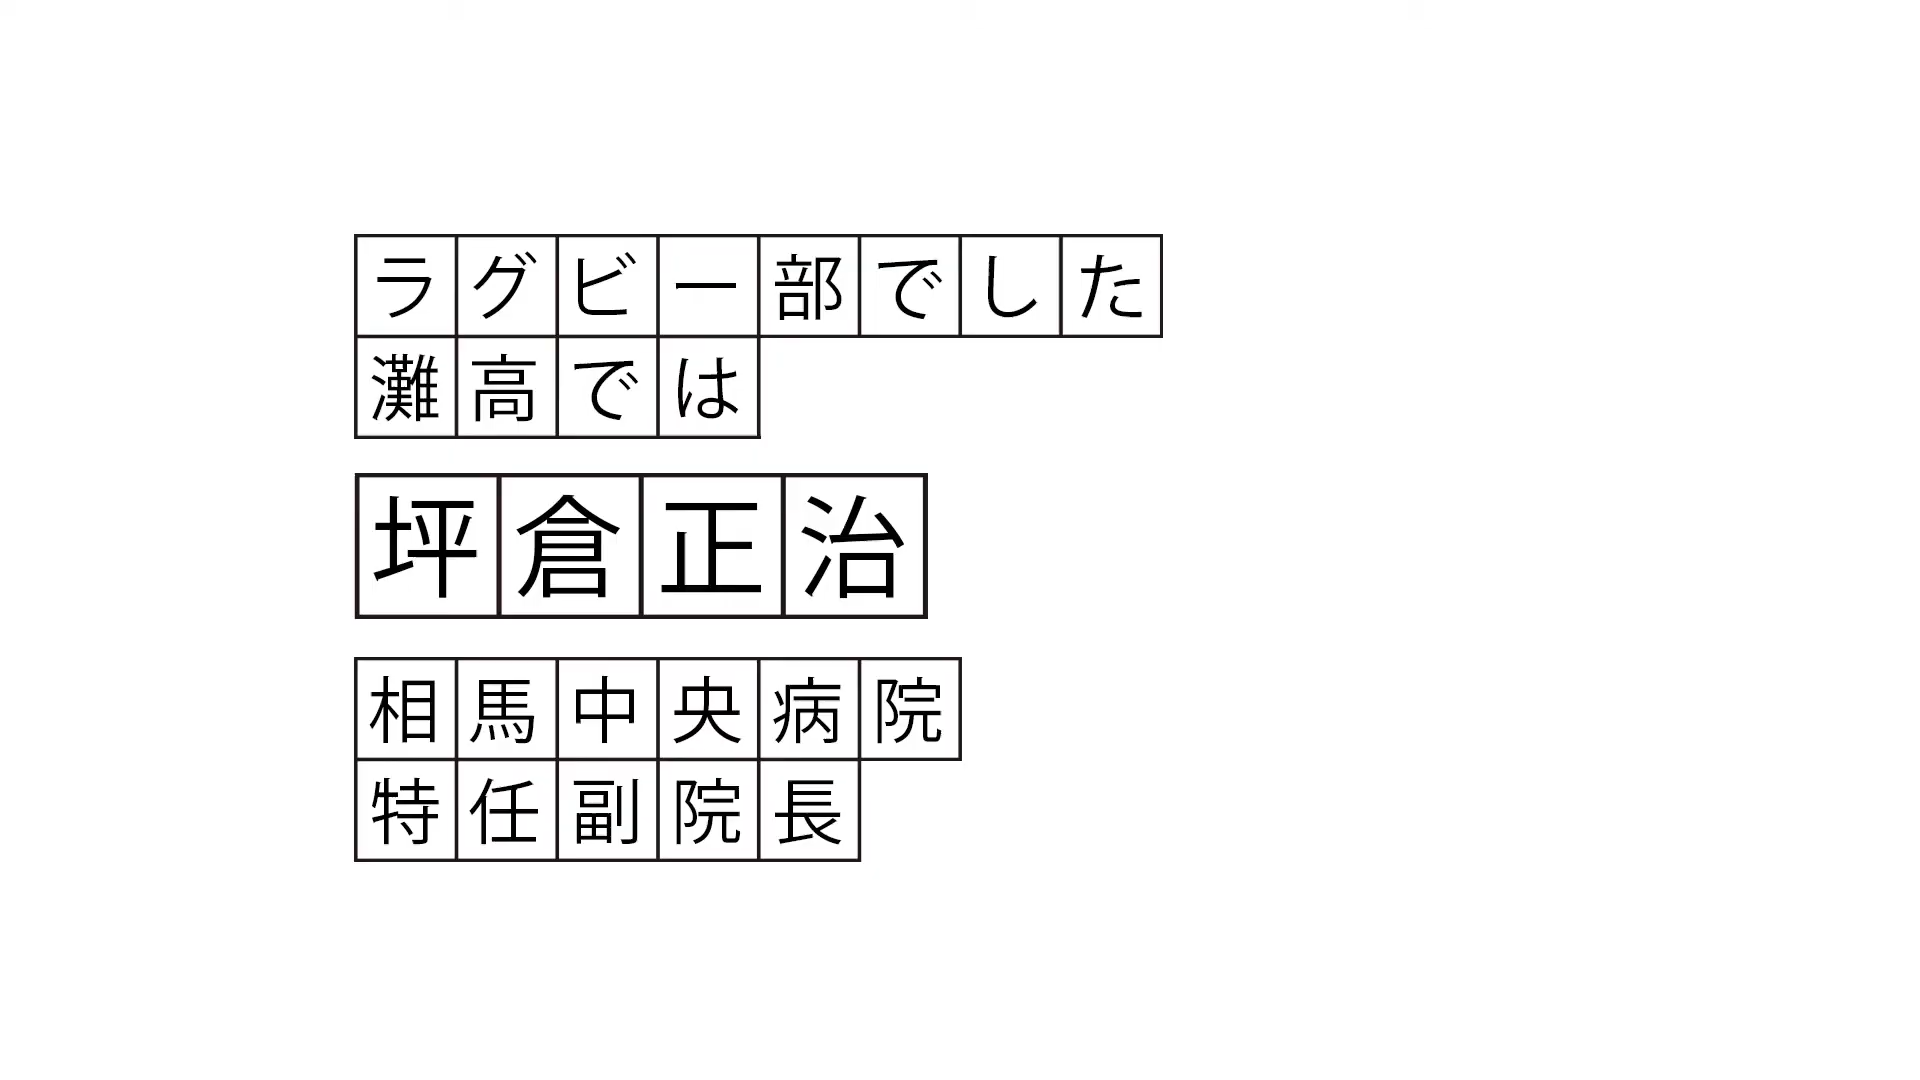 ラグビー部でした
灘高では
坪倉正治
相馬中央病院
特任副院長